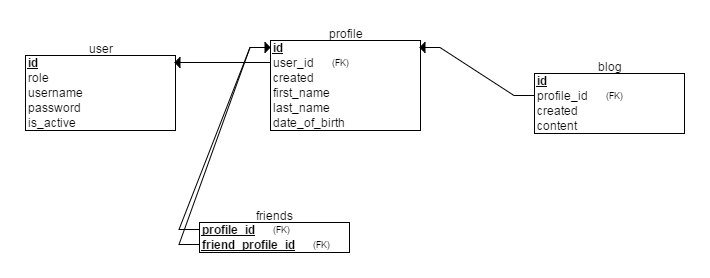 user
id
role
username
password
is_active
profile
id
user_id (FK)
created
first_name
last_name
date_of_birth
blog
id
profile_id (FK)
created
content
friends
profile_id (FK)
friend_profile_id (FK)